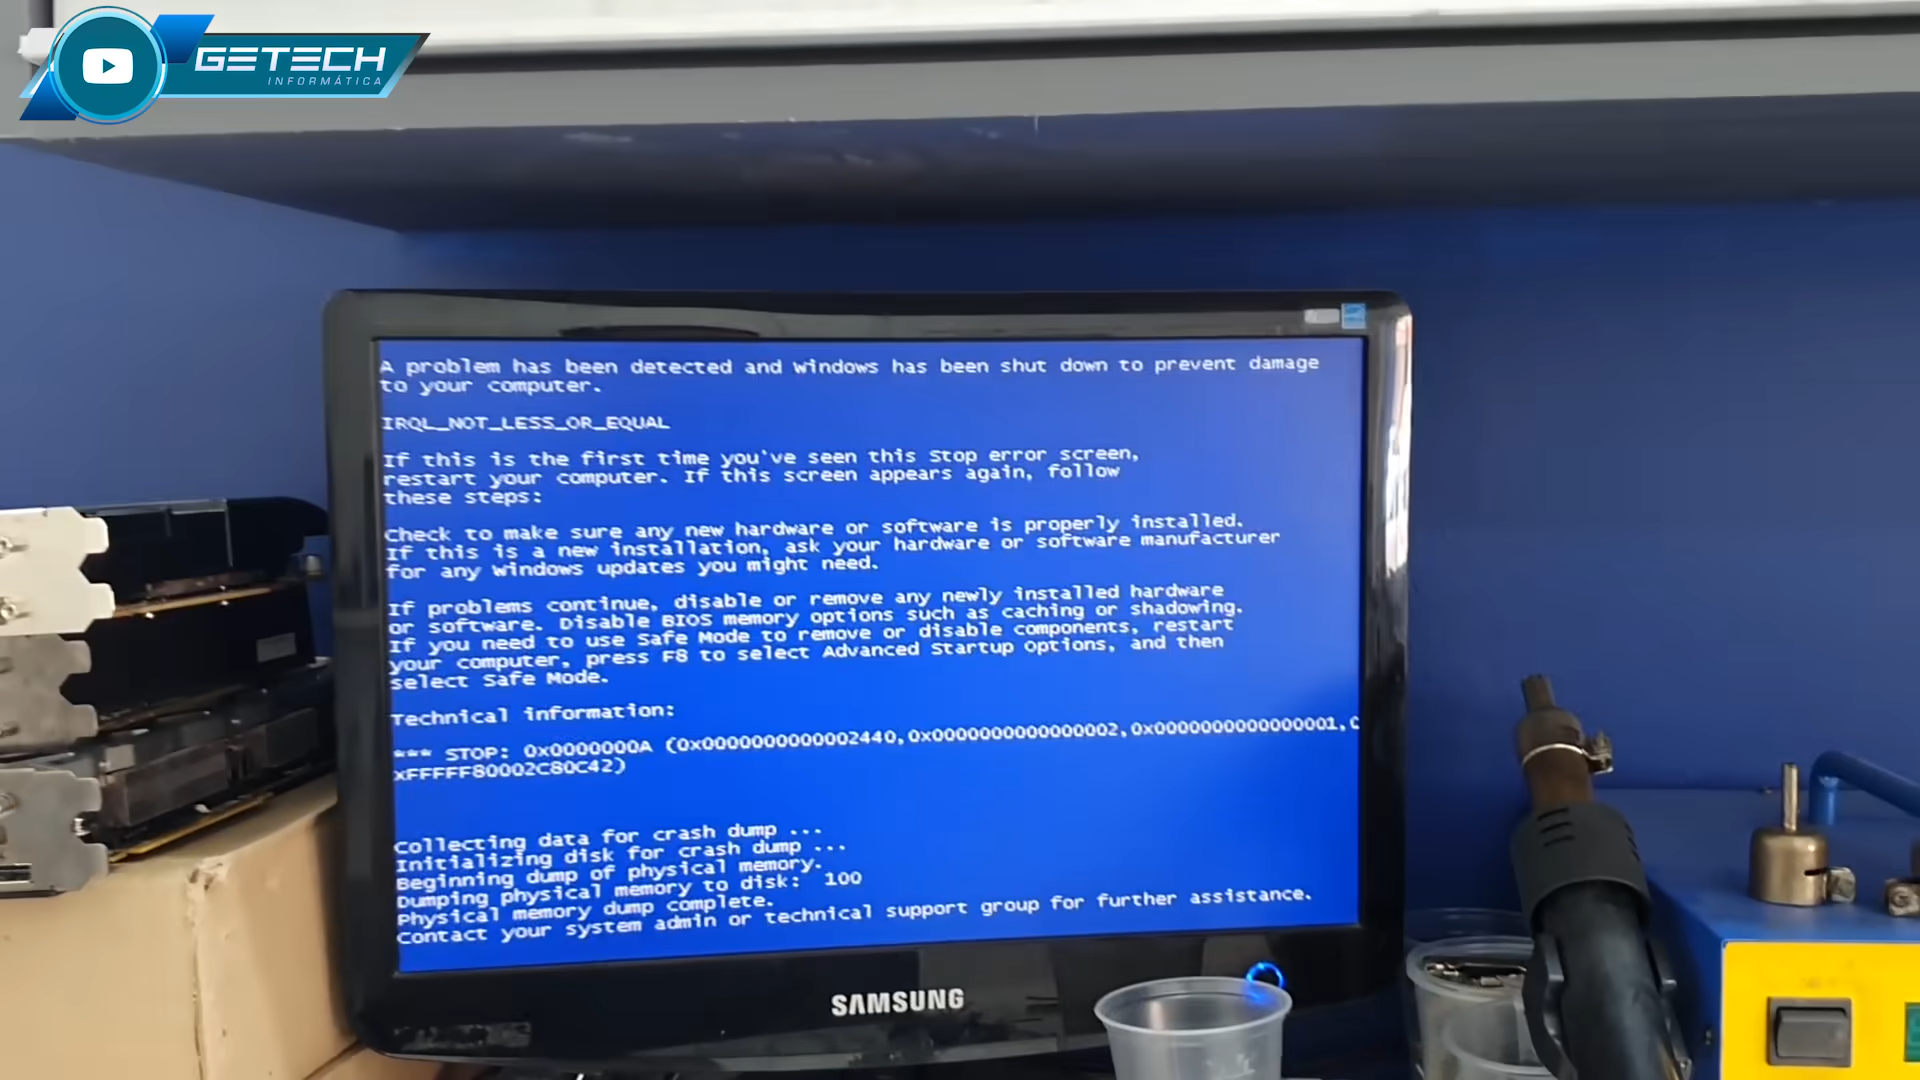 GETECH
INFORMÁTICA
A problem has been detected and Windows has been shut down to prevent damage
to your computer.
IRQL_NOT_LESS_OR_EQUAL
If this is the first time you've seen this Stop error screen,
restart your computer. If this screen appears again, follow
these steps:
Check to make sure any new hardware or software is properly installed.
If this is a new installation, ask your hardware or software manufacturer
for any Windows updates you might need.
If problems continue, disable or remove any newly installed hardware
or software. Disable BIOS memory options such as caching or shadowing.
If you need to use Safe Mode to remove or disable components, restart
your computer, press F8 to select Advanced Startup Options, and then
select Safe Mode.
Technical information:
*** STOP: 0x0000000A (0x0000000000002440,0x0000000000000002,0x0000000000000001,0
xFFFFF80002C80C42)
Collecting data for crash dump ...
Initializing disk for crash dump ...
Beginning dump of physical memory.
Dumping physical memory to disk: 100
Physical memory dump complete.
Contact your system admin or technical support group for further assistance.
SAMSUNG